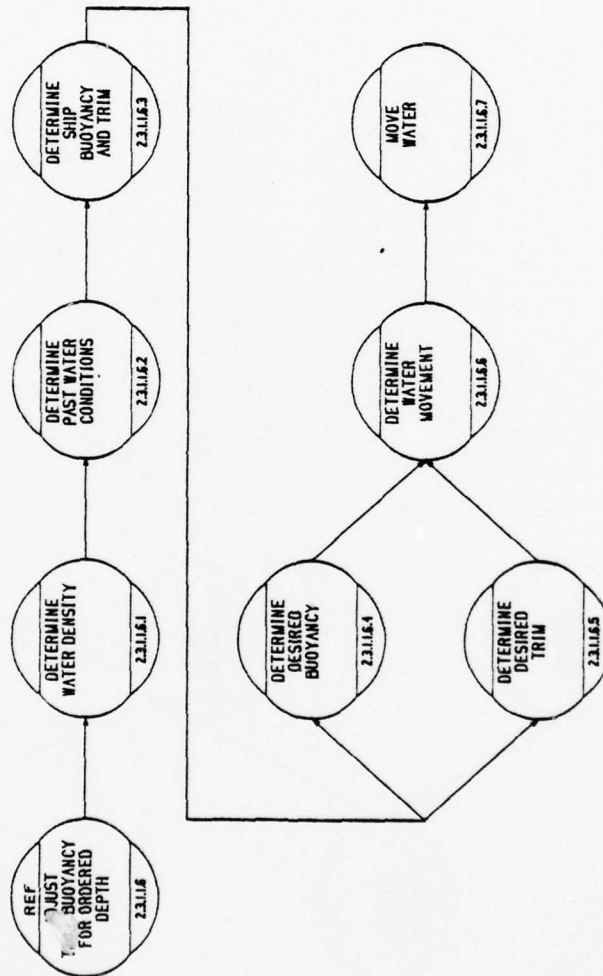 REF
DJUST
BUOYANCY
FOR ORDERED
DEPTH
2.3.1.1.6
DETERMINE
WATER DENSITY
2.3.1.1.6.1
DETERMINE
PAST WATER
CONDITIONS
2.3.1.1.6.2
DETERMINE
SHIP
BUOYANCY
AND TRIM
2.3.1.1.6.3
DETERMINE
DESIRED
BUOYANCY
2.3.1.1.6.4
DETERMINE
DESIRED
TRIM
2.3.1.1.6.5
DETERMINE
WATER
MOVEMENT
2.3.1.1.6.6
MOVE
WATER
2.3.1.1.6.7